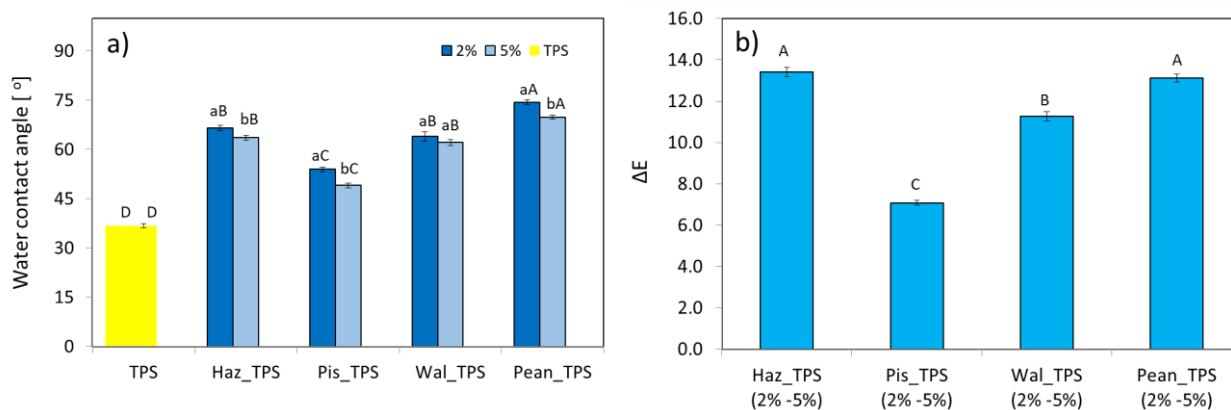 a)
2% 5% TPS
Water contact angle [ °]
90
75
60
45
30
15
0
D D
aB bB
aC bC
aB aB
aA bA
TPS Haz_TPS Pis_TPS Wal_TPS Pean_TPS
b)
ΔE
16.0
14.0
12.0
10.0
8.0
6.0
4.0
2.0
0.0
A
C
B
A
Haz_TPS Pis_TPS Wal_TPS Pean_TPS
(2% -5%) (2% -5%) (2% -5%) (2% -5%)